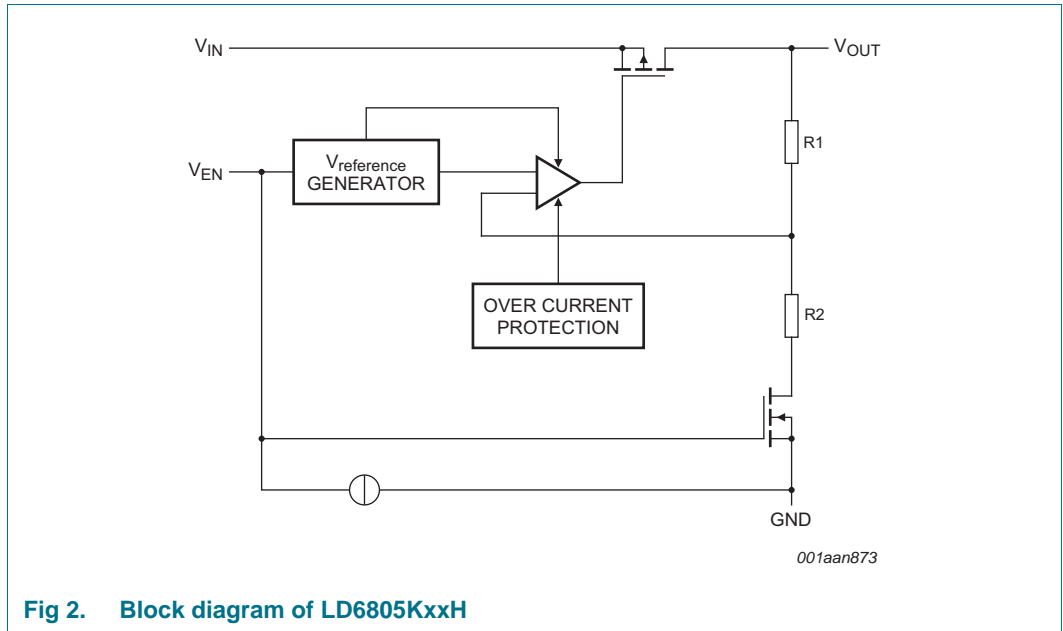 VIN
VOUT
R1
VEN
Vreference
GENERATOR
OVER CURRENT
PROTECTION
R2
GND
001aan873
Fig 2. Block diagram of LD6805KxxH